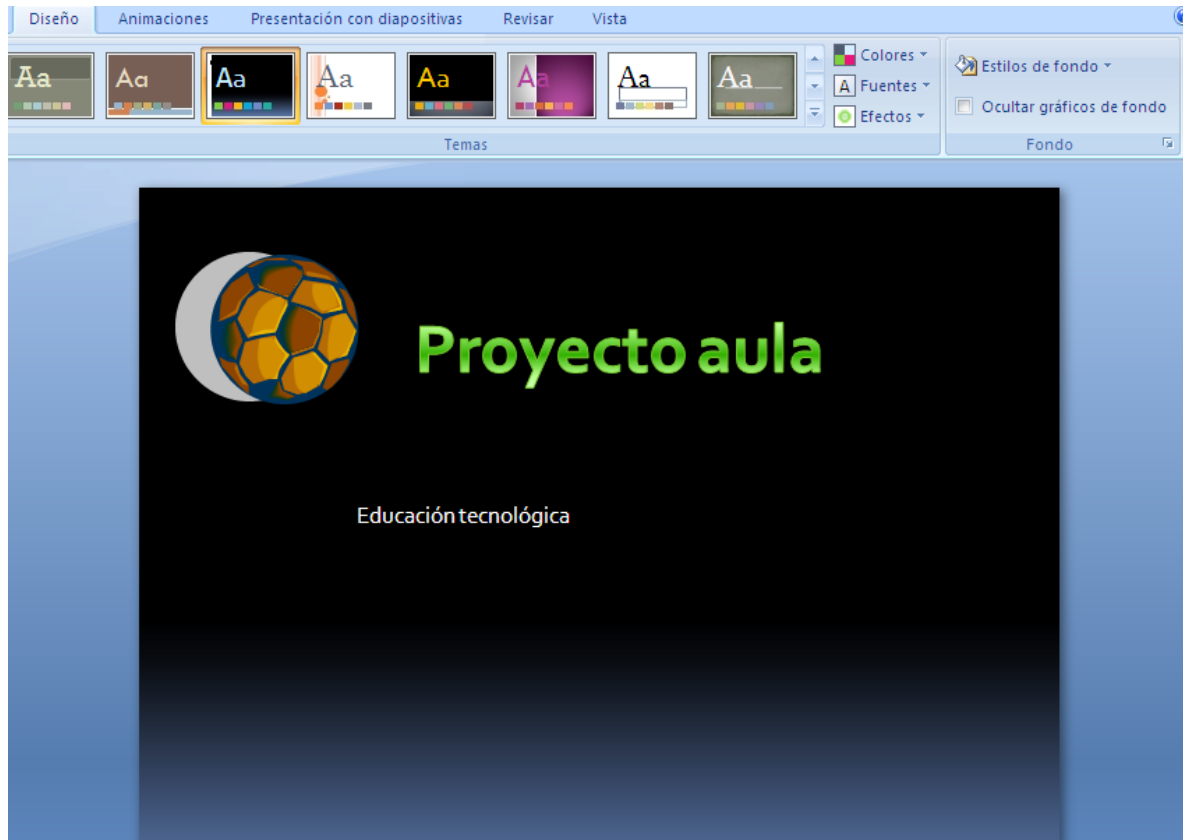 Diseño Animaciones Presentación con diapositivas Revisar Vista
Aa Aa Aa Aa Aa Aa Aa Aa
Colores
Fuentes
Efectos
Temas
Estilos de fondo
Ocultar gráficos de fondo
Fondo
Proyecto aula
Educación tecnológica